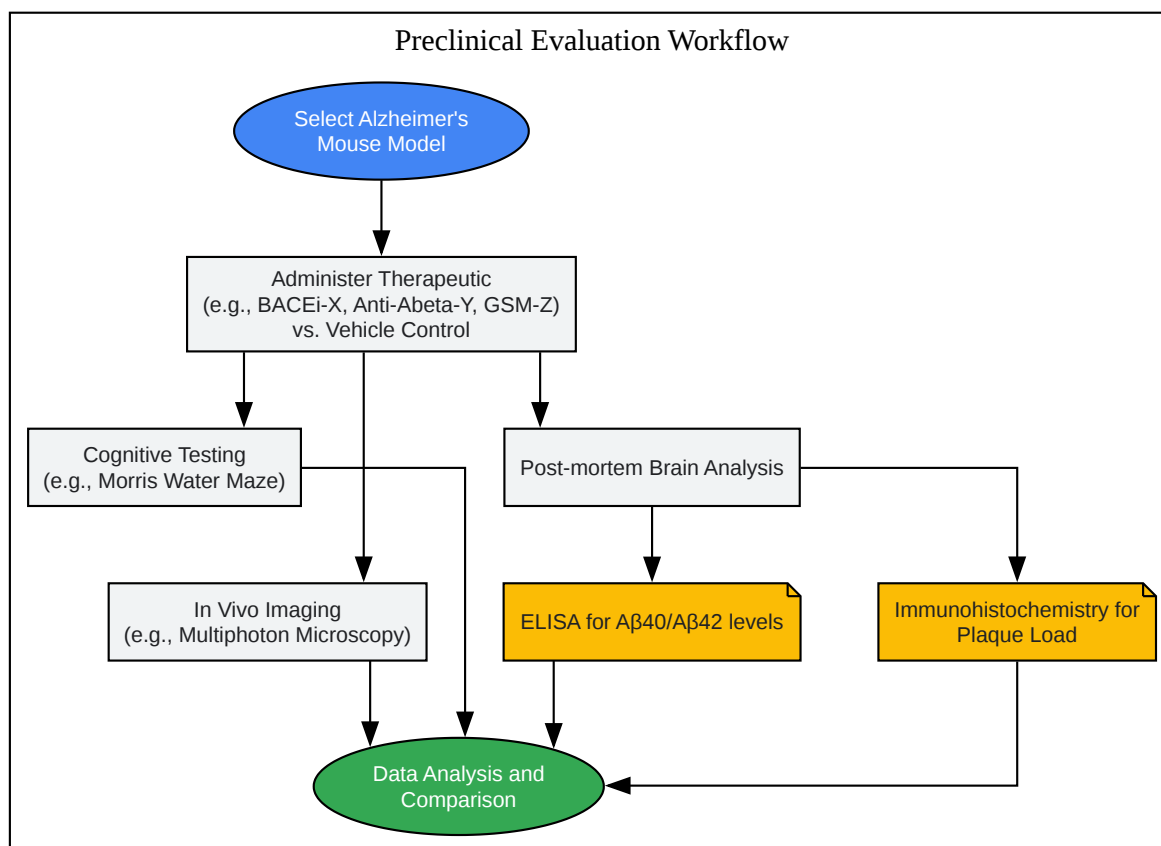 Preclinical Evaluation Workflow
Select Alzheimer's
Mouse Model
Administer Therapeutic
(e.g., BACEi-X, Anti-Abeta-Y, GSM-Z)
vs. Vehicle Control
Cognitive Testing
(e.g., Morris Water Maze)
Post-mortem Brain Analysis
In Vivo Imaging
(e.g., Multiphoton Microscopy)
ELISA for Aβ40/Aβ42 levels
Immunohistochemistry for
Plaque Load
Data Analysis and
Comparison